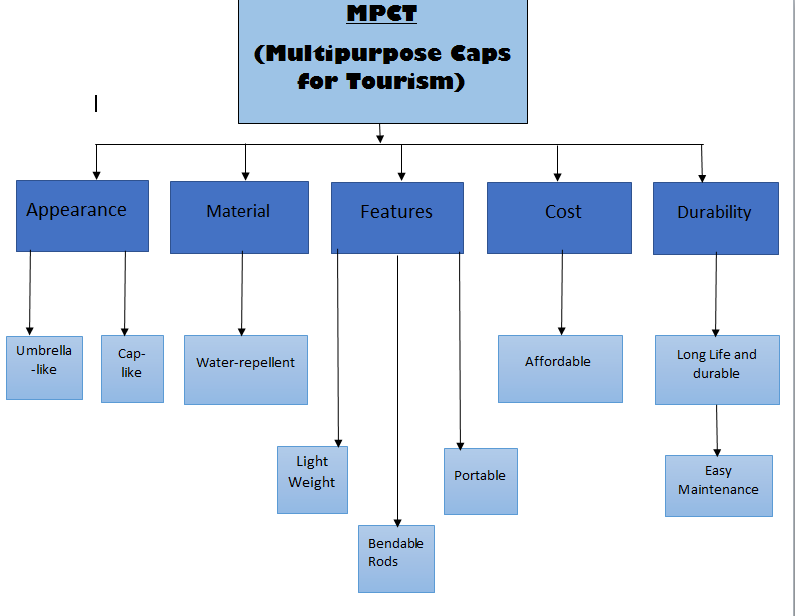 MPCT
(Multipurpose Caps
for Tourism)
Appearance
Material
Features
Cost
Durability
Umbrella
-like
Cap-
like
Water-repellent
Affordable
Long Life and
durable
Light
Weight
Portable
Easy
Maintenance
Bendable
Rods